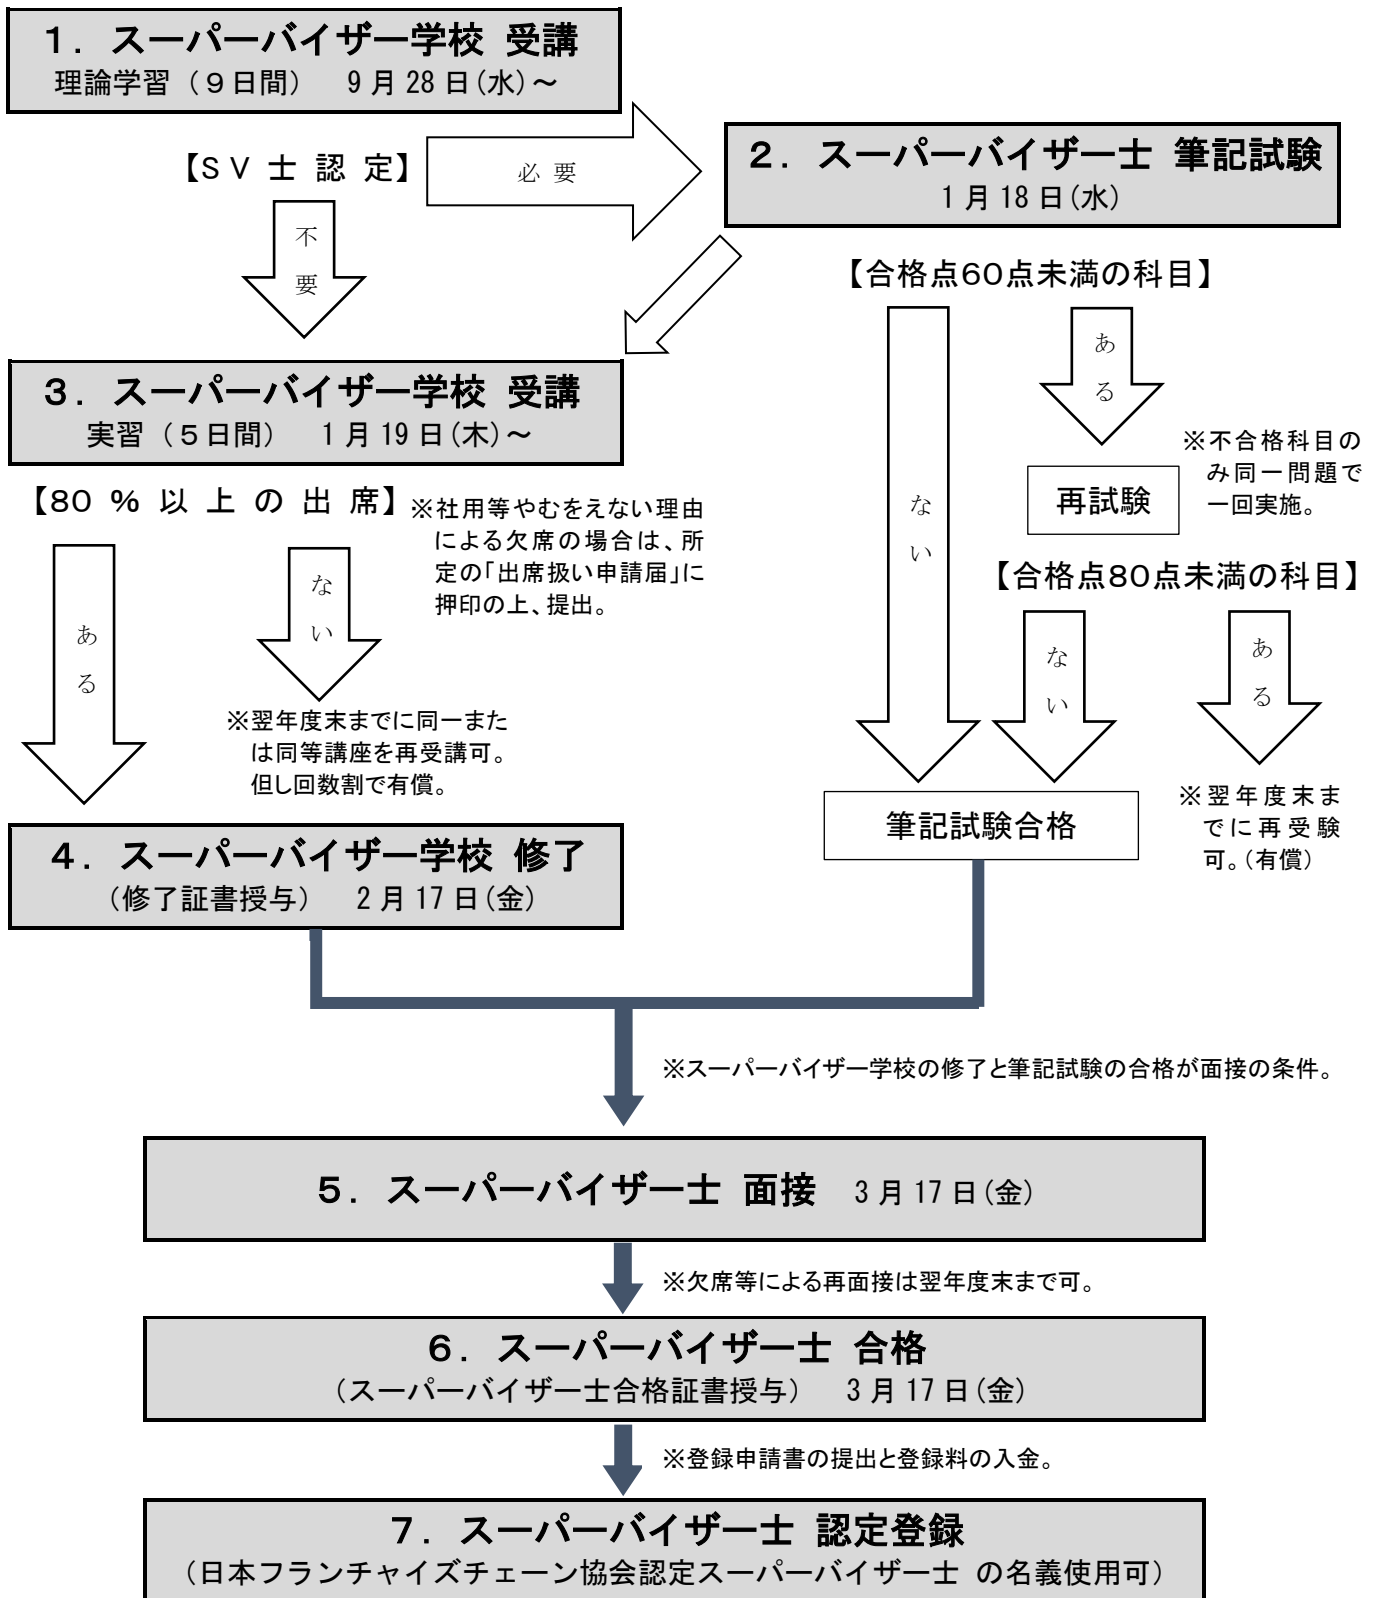 １．スーパーバイザー学校 受講
理論学習（９日間）　9月28日(水)～
【SV士認定】
必要
不要
２．スーパーバイザー士 筆記試験
1月18日(水)
【合格点60点未満の科目】
ない
ある
再試験
※不合格科目の
み同一問題で
一回実施。
【合格点80点未満の科目】
ない
ある
※翌年度末ま
でに再受験
可。(有償)
筆記試験合格
３．スーパーバイザー学校 受講
実習（５日間）　1月19日(木)～
【80％以上の出席】
※社用等やむをえない理由
による欠席の場合は、所
定の「出席扱い申請届」に
押印の上、提出。
ある
ない
※翌年度末までに同一また
は同等講座を再受講可。
但し回数割で有償。
４．スーパーバイザー学校 修了
（修了証書授与）　2月17日(金)
※スーパーバイザー学校の修了と筆記試験の合格が面接の条件。
５．スーパーバイザー士 面接　3月17日(金)
※欠席等による再面接は翌年度末まで可。
６．スーパーバイザー士 合格
（スーパーバイザー士合格証書授与）　3月17日(金)
※登録申請書の提出と登録料の入金。
７．スーパーバイザー士 認定登録
（日本フランチャイズチェーン協会認定スーパーバイザー士 の名義使用可）